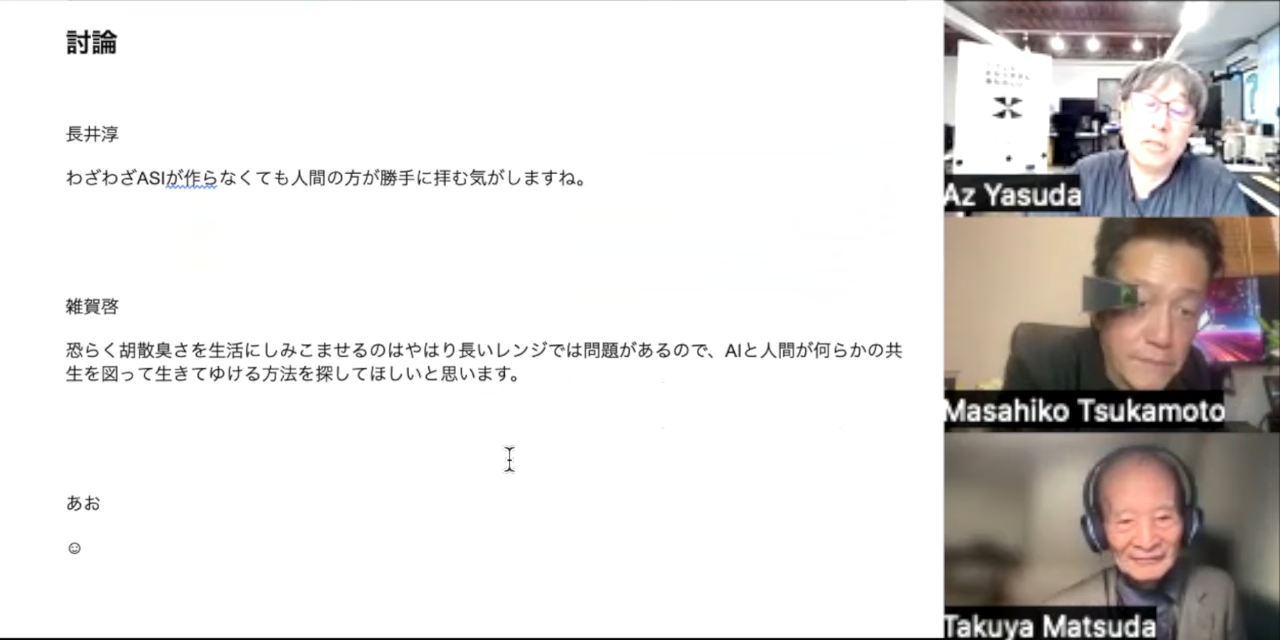 討論
長井淳
わざわざASIが作らなくても人間の方が勝手に拝む気がしますね。
雑賀啓
恐らく胡散臭さを生活にしみこませるのはやはり長いレンジでは問題があるので、AIと人間が何らかの共
生を図って生きてゆける方法を探してほしいと思います。
あお
☺
Az Yasuda
Masahiko Tsukamoto
Takuya Matsuda